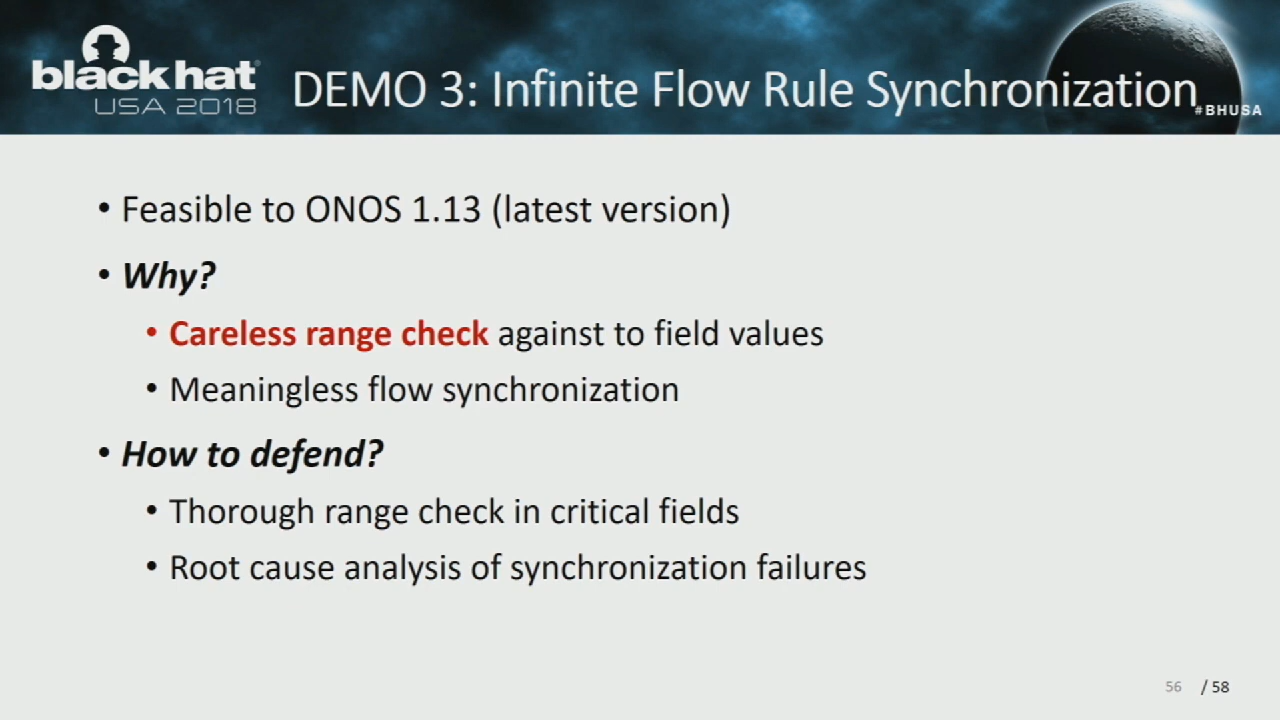 black hat
USA 2018
DEMO 3: Infinite Flow Rule Synchronization
#BHUSA
• Feasible to ONOS 1.13 (latest version)
• Why?
• Careless range check against to field values
• Meaningless flow synchronization
• How to defend?
• Thorough range check in critical fields
• Root cause analysis of synchronization failures
56 / 58